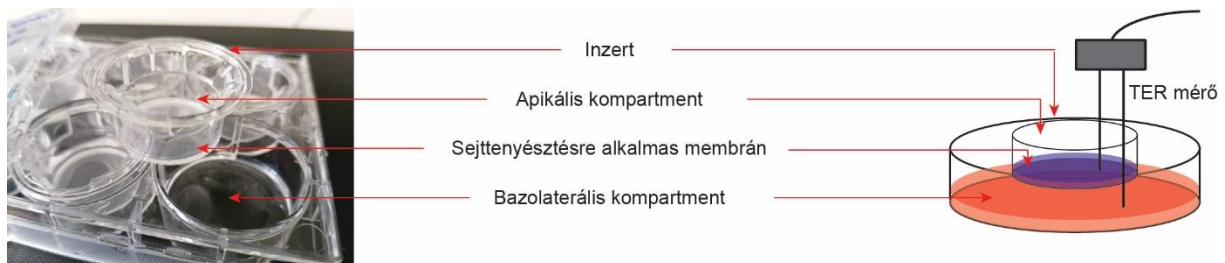 Inzert
Apikális kompartment
TER mérő
Sejttenyésztésre alkalmas membrán
Bazolaterális kompartment